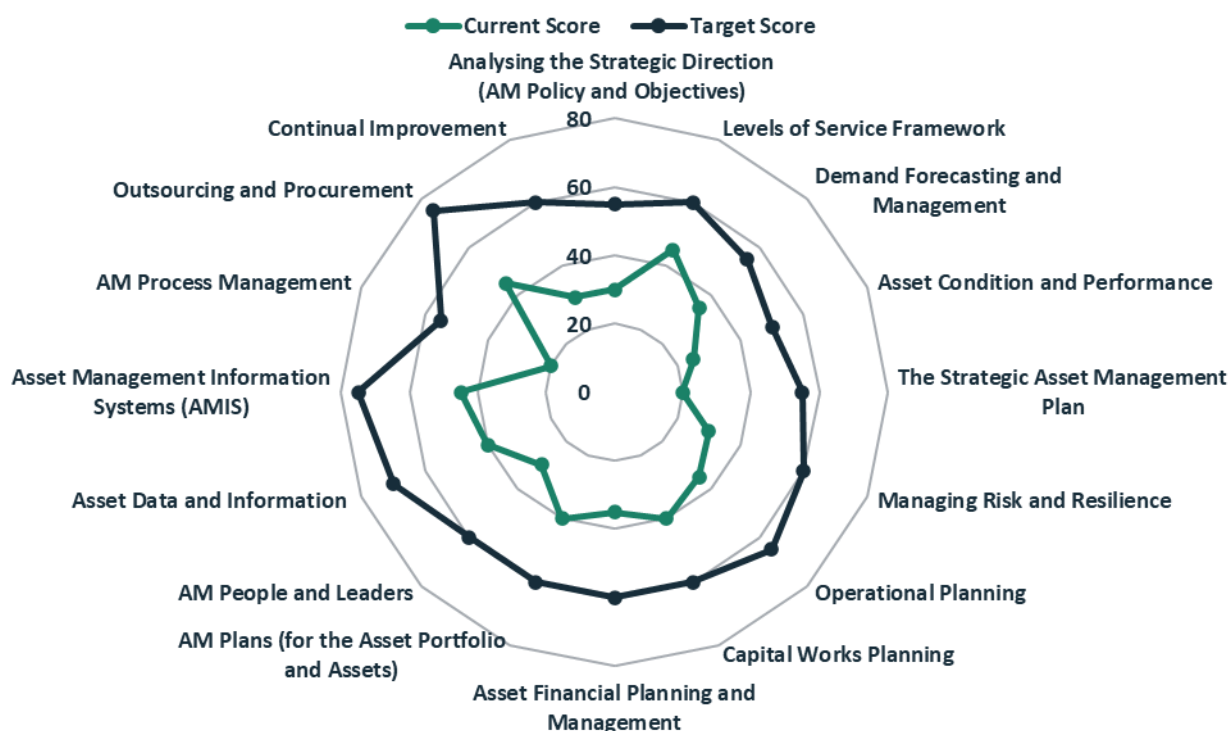 Current Score
Target Score
Analysing the Strategic Direction
(AM Policy and Objectives)
Continual Improvement
80
Levels of Service Framework
Outsourcing and Procurement
60
Demand Forecasting and
Management
AM Process Management
40
Asset Condition and Performance
20
Asset Management Information
Systems (AMIS)
0
The Strategic Asset Management
Plan
Asset Data and Information
Managing Risk and Resilience
AM People and Leaders
Operational Planning
AM Plans (for the Asset Portfolio
and Assets)
Capital Works Planning
Asset Financial Planning and
Management